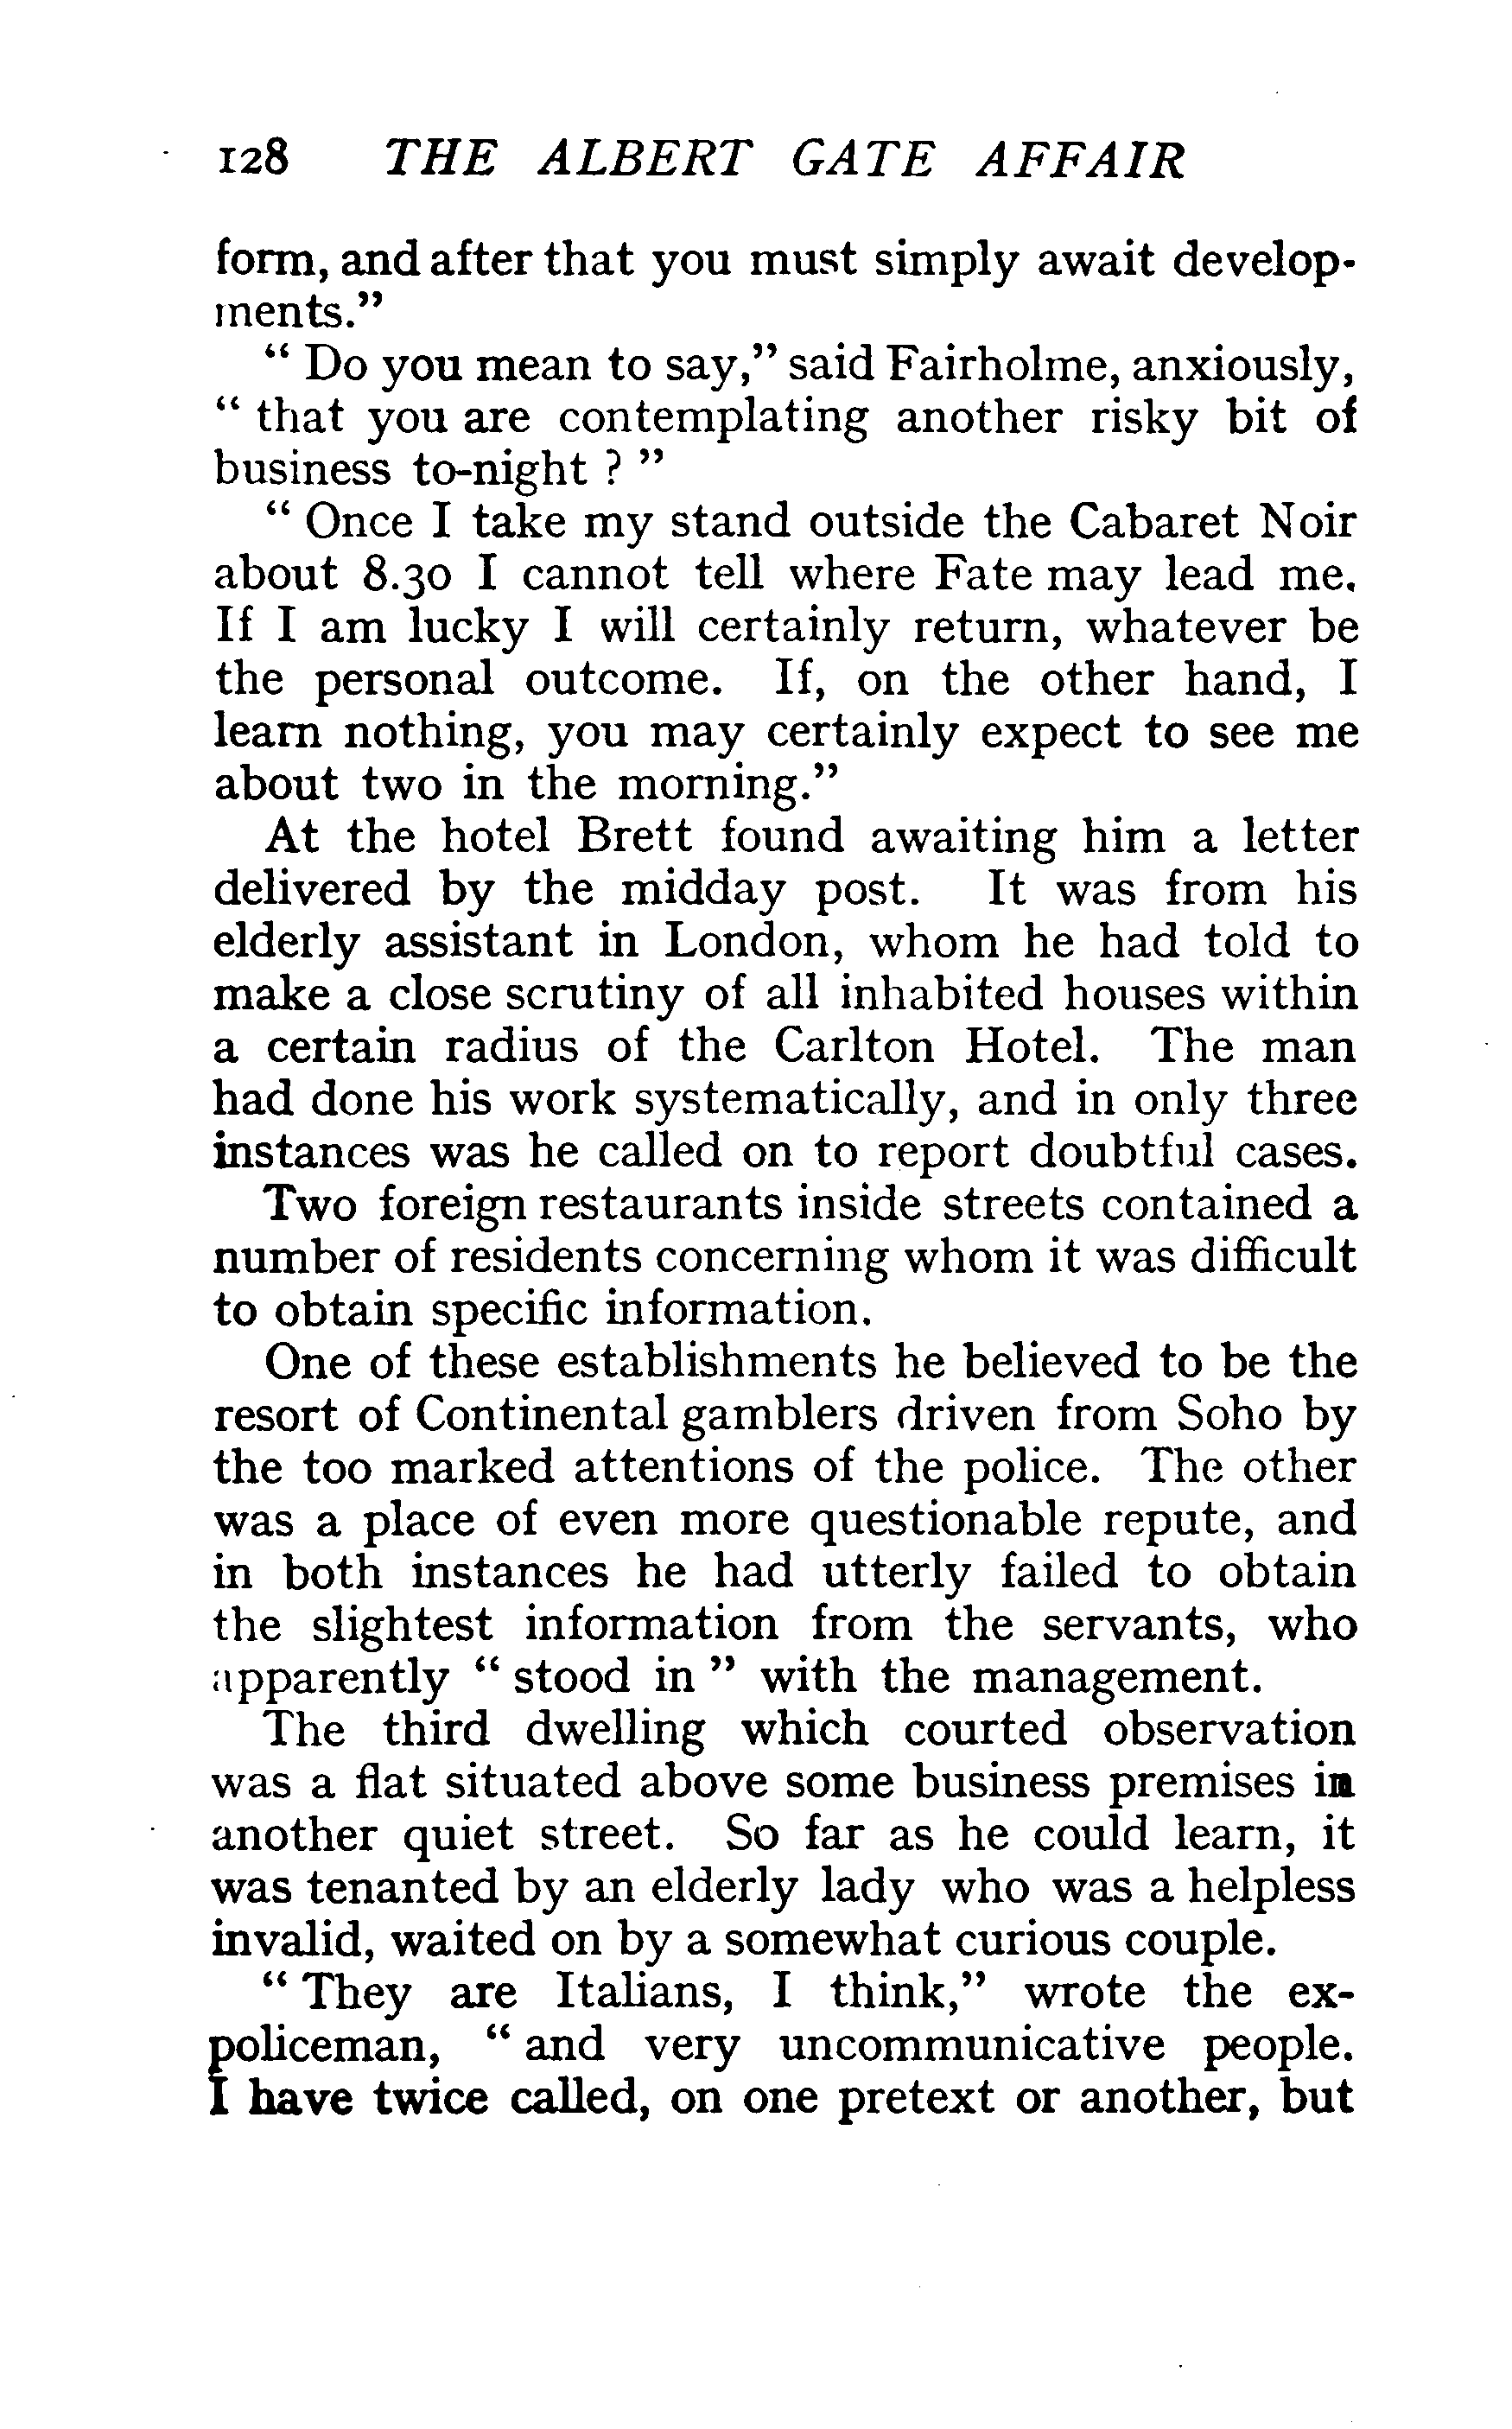 128 THE ALBERT GATE AFFAIR
form, and after that you must simply await develop-
ments."
" Do you mean to say," said Fairholme, anxiously,
" that you are contemplating another risky bit of
business to-night ? "
" Once I take my stand outside the Cabaret Noir
about 8.30 I cannot tell where Fate may lead me.
If I am lucky I will certainly return, whatever be
the personal outcome. If, on the other hand, I
learn nothing, you may certainly expect to see me
about two in the morning."
At the hotel Brett found awaiting him a letter
delivered by the midday post. It was from his
elderly assistant in London, whom he had told to
make a close scrutiny of all inhabited houses within
a certain radius of the Carlton Hotel. The man
had done his work systematically, and in only three
instances was he called on to report doubtful cases.
Two foreign restaurants inside streets contained a
number of residents concerning whom it was difficult
to obtain specific information.
One of these establishments he believed to be the
resort of Continental gamblers driven from Soho by
the too marked attentions of the police. The other
was a place of even more questionable repute, and
in both instances he had utterly failed to obtain
the slightest information from the servants, who
apparently " stood in " with the management.
The third dwelling which courted observation
was a flat situated above some business premises in
another quiet street. So far as he could learn, it
was tenanted by an elderly lady who was a helpless
invalid, waited on by a somewhat curious couple.
" They are Italians, I think," wrote the ex-
policeman, " and very uncommunicative people.
I have twice called, on one pretext or another, but